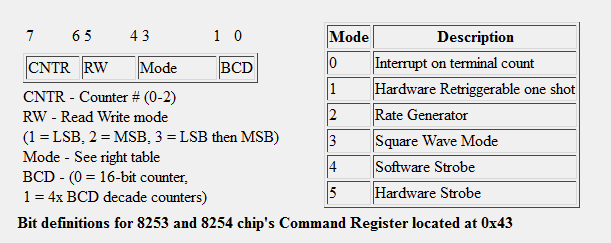 7 6 5 4 3 1 0
CNTR RW Mode BCD
CNTR - Counter # (0-2)
RW - Read Write mode
(1 = LSB, 2 = MSB, 3 = LSB then MSB)
Mode - See right table
BCD - (0 = 16-bit counter,
1 = 4x BCD decade counters)
Mode Description
0 Interrupt on terminal count
1 Hardware Retriggerable one shot
2 Rate Generator
3 Square Wave Mode
4 Software Strobe
5 Hardware Strobe
Bit definitions for 8253 and 8254 chip's Command Register located at 0x43